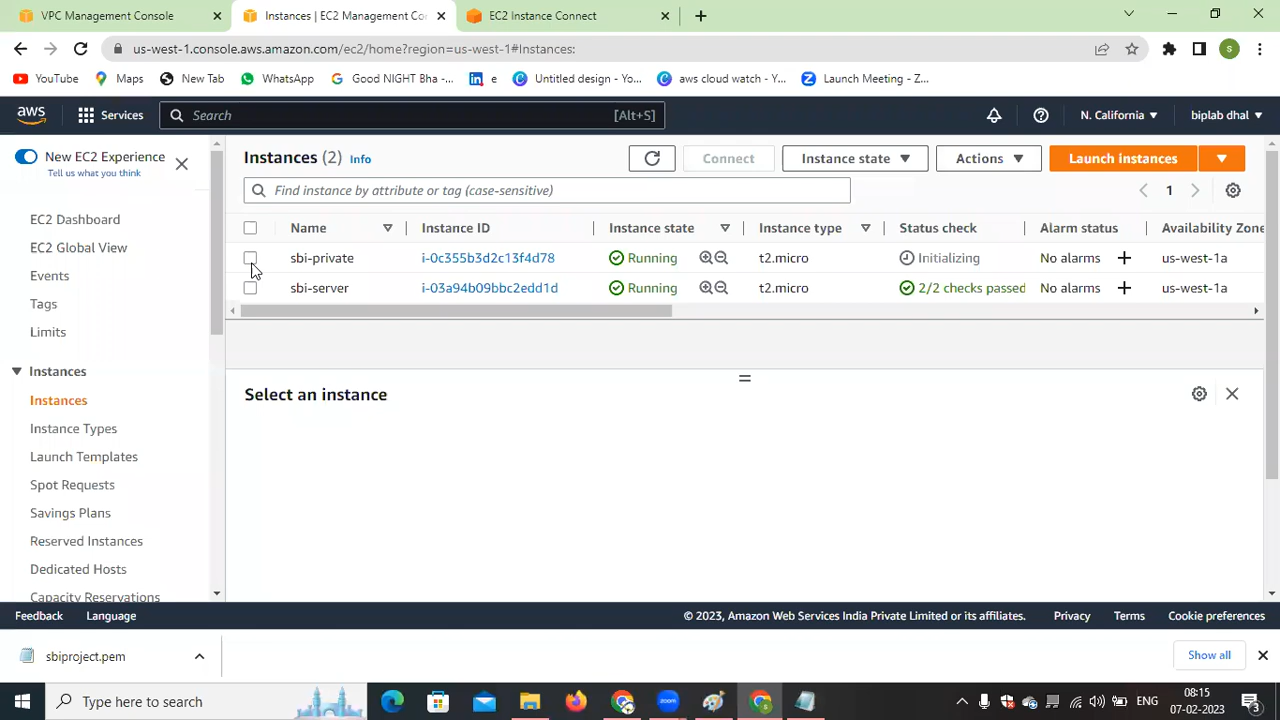 VPC Management Console
Instances | EC2 Management Co
EC2 Instance Connect
us-west-1.console.aws.amazon.com/ec2/home?region=us-west-1#Instances:
S
YouTube
Maps
New Tab
WhatsApp
Good NIGHT Bha -...
e
Untitled design - Yo...
aws cloud watch - Y...
Launch Meeting - Z...
aws
Services
Search
[Alt+S]
N. California
biplab dhal
New EC2 Experience
Tell us what you think
EC2 Dashboard
EC2 Global View
Events
Tags
Limits
Instances
Instances
Instance Types
Launch Templates
Spot Requests
Savings Plans
Reserved Instances
Dedicated Hosts
Capacity Reservations
Instances (2) Info
Connect
Instance state
Actions
Launch instances
Find instance by attribute or tag (case-sensitive)
1
Name
Instance ID
Instance state
Instance type
Status check
Alarm status
Availability Zone
sbi-private
i-0c355b3d2c13f4d78
Running
t2.micro
Initializing
No alarms
us-west-1a
sbi-server
i-03a94b09bbc2edd1d
Running
t2.micro
2/2 checks passed
No alarms
us-west-1a
Select an instance
Feedback
Language
© 2023, Amazon Web Services India Private Limited or its affiliates.
Privacy
Terms
Cookie preferences
sbiproject.pem
Show all
Type here to search
zoom
ENG
08:15
07-02-2023
3